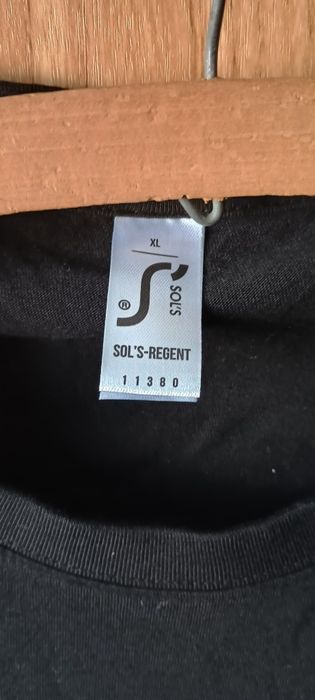 XL
SOL'S
®
SOL'S-REGENT
11380